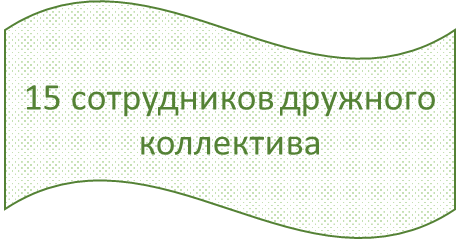 15 сотрудников дружного
коллектива